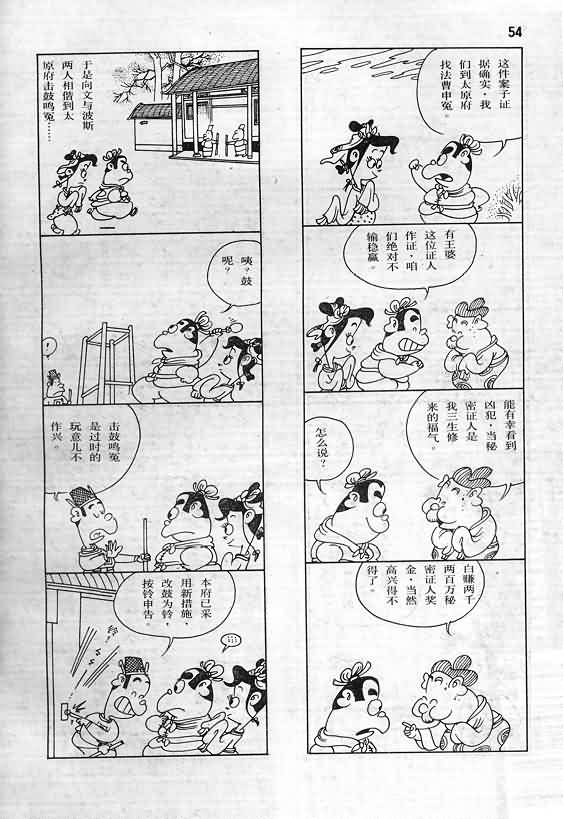 54
这件案子证
据确实，我
们到太原府
找法曹申冤。
有王婆
这位证人
作证，咱
们绝对不
输稳赢。
能有幸看到
凶犯，当秘
密证人是
我三生修
来的福气。
怎么说？
白赚两千
两百万秘
密证人奖
金，当然
高兴得不
得了。
于是向文与波斯
两人相偕到太
原府击鼓鸣冤……
咦？鼓
呢？
！
击鼓鸣冤
是过时的
玩意儿不
作兴。
本府已采
用新措施，
改鼓为铃
按铃申告。
铃
……